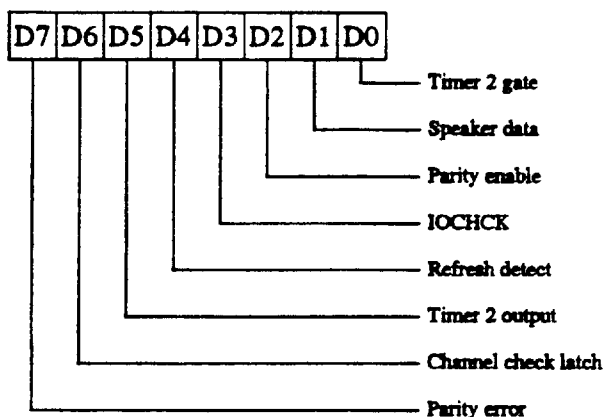 D7 D6 D5 D4 D3 D2 D1 D0
Timer 2 gate
Speaker data
Parity enable
IOCHCK
Refresh detect
Timer 2 output
Channel check latch
Parity error